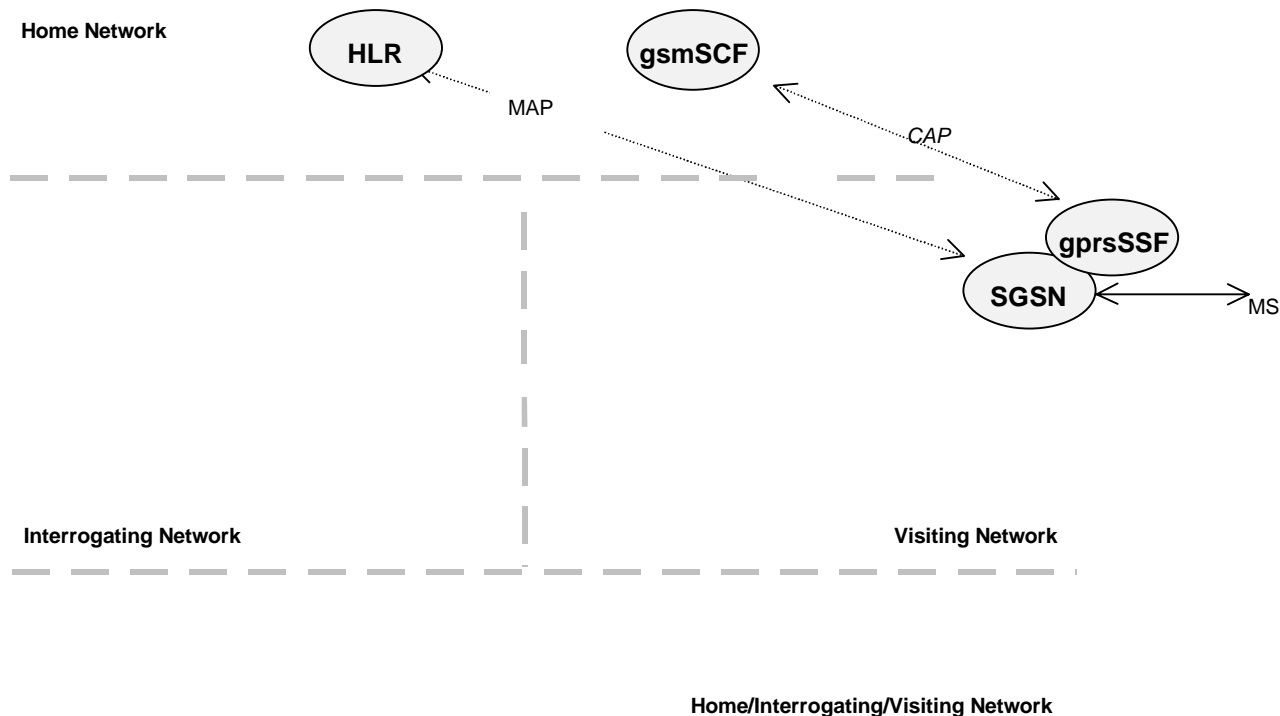 Home Network
HLR
gsmSCF
MAP
CAP
gprsSSF
SGSN
MS
Interrogating Network
Visiting Network
Home/Interrogating/Visiting Network